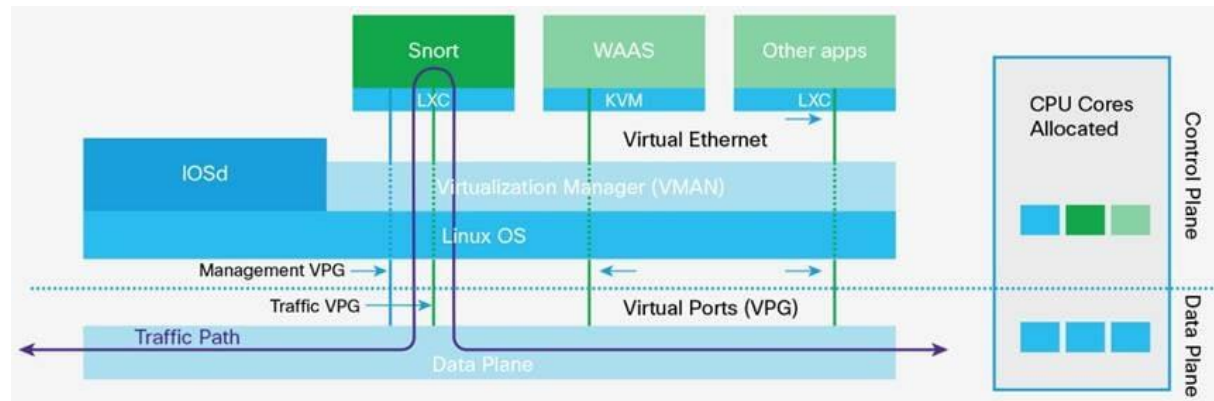 Snort
WAAS
Other apps
LXC
KVM
LXC
Virtual Ethernet
IOSd
Virtualization Manager (VMAN)
Linux OS
Management VPG
Traffic VPG
Virtual Ports (VPG)
Traffic Path
Data Plane
CPU Cores
Allocated
Control Plane
Data Plane